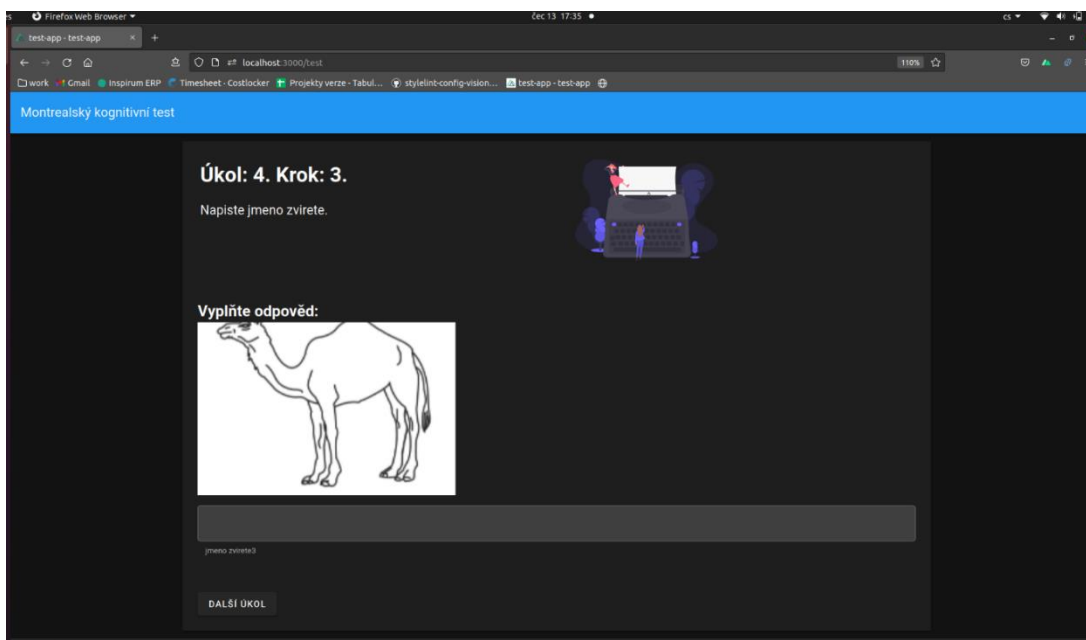 Firefox Web Browser
čec 13 17:35
cs
test-app - test-app
localhost:3000/test
110%
work
Gmail
Inspirum ERP
Timesheet - Costlocker
Projekty verze - Tabul...
stylelint-config-vision...
test-app - test-app
Montrealský kognitivní test
Úkol: 4. Krok: 3.
Napiste jmeno zvirete.
Vyplňte odpověd:
jmeno zvirete3
DALŠÍ ÚKOL